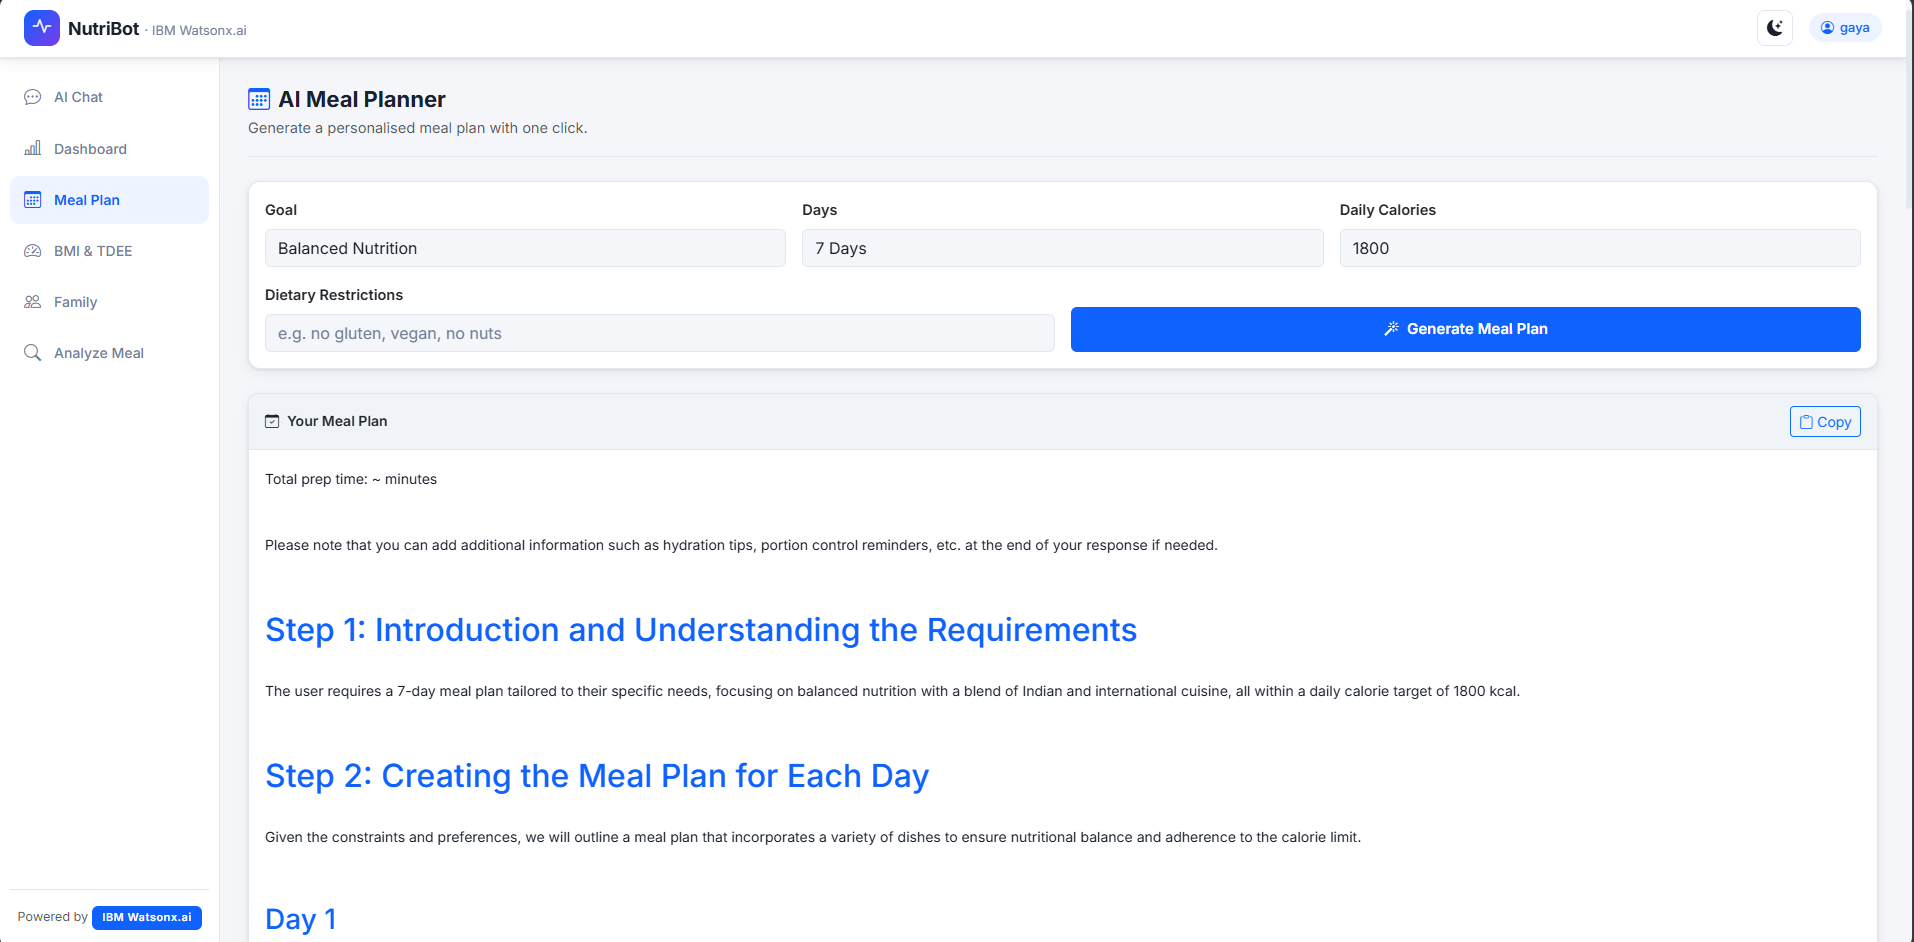 NutriBot · IBM Watsonx.ai
gaya
AI Chat
Dashboard
Meal Plan
BMI & TDEE
Family
Analyze Meal
Powered by IBM Watsonx.ai
AI Meal Planner
Generate a personalised meal plan with one click.
Goal
Balanced Nutrition
Days
7 Days
Daily Calories
1800
Dietary Restrictions
e.g. no gluten, vegan, no nuts
Generate Meal Plan
Your Meal Plan
Copy
Total prep time: ~ minutes
Please note that you can add additional information such as hydration tips, portion control reminders, etc. at the end of your response if needed.
Step 1: Introduction and Understanding the Requirements
The user requires a 7-day meal plan tailored to their specific needs, focusing on balanced nutrition with a blend of Indian and international cuisine, all within a daily calorie target of 1800 kcal.
Step 2: Creating the Meal Plan for Each Day
Given the constraints and preferences, we will outline a meal plan that incorporates a variety of dishes to ensure nutritional balance and adherence to the calorie limit.
Day 1